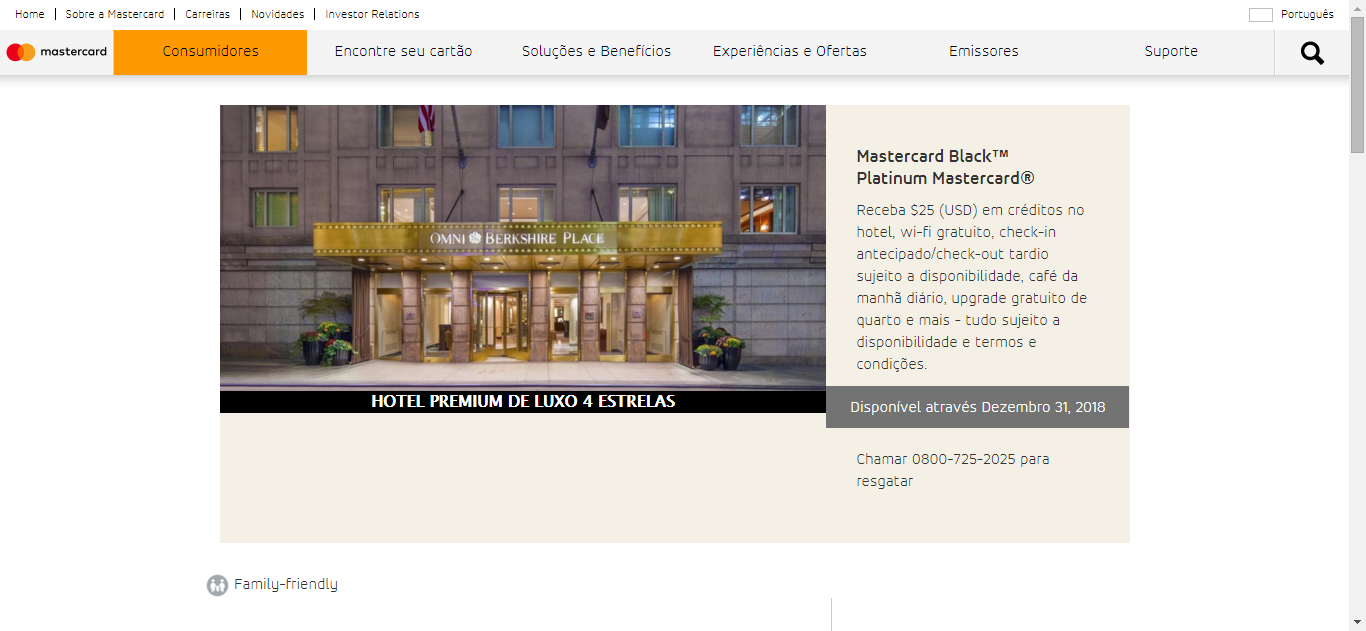 Home | Sobre a Mastercard | Carreiras | Novidades | Investor Relations
Português
mastercard
Consumidores
Encontre seu cartão
Soluções e Benefícios
Experiências e Ofertas
Emissores
Suporte
OMNI BERKSHIRE PLACE
HOTEL PREMIUM DE LUXO 4 ESTRELAS
Mastercard Black™
Platinum Mastercard®
Receba $25 (USD) em créditos no
hotel, wi-fi gratuito, check-in
antecipado/check-out tardio
sujeito a disponibilidade, café da
manhã diário, upgrade gratuito de
quarto e mais - tudo sujeito a
disponibilidade e termos e
condições.
Disponível através Dezembro 31, 2018
Chamar 0800-725-2025 para
resgatar
Family-friendly